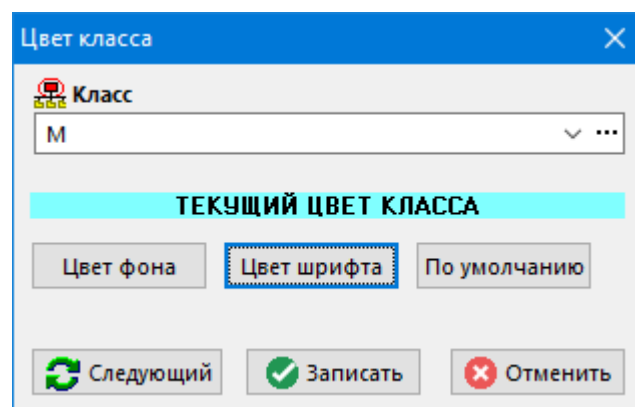 Цвет класса
Класс
М
ТЕКУЩИЙ ЦВЕТ КЛАССА
Цвет фона Цвет шрифта По умолчанию
Следующий Записать Отменить